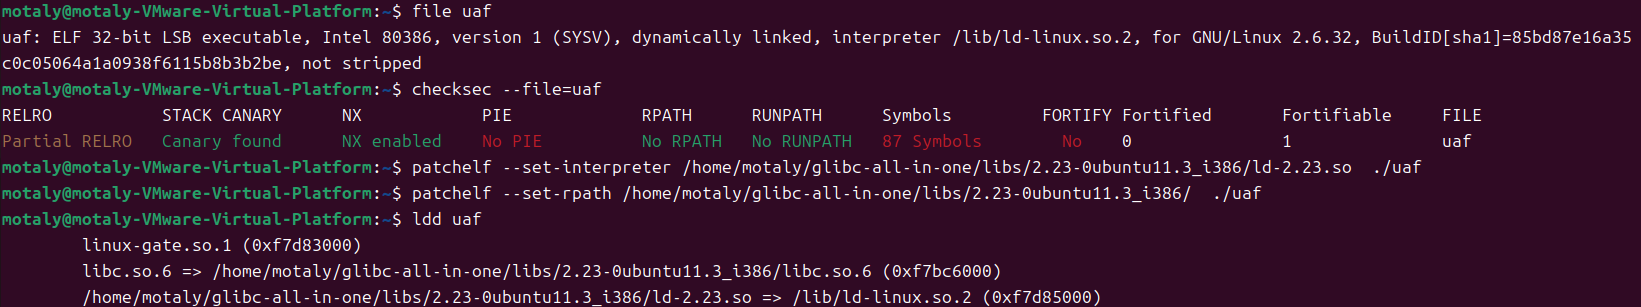 motaly@motaly-VMware-Virtual-Platform:~$ file uaf
uaf: ELF 32-bit LSB executable, Intel 80386, version 1 (SYSV), dynamically linked, interpreter /lib/ld-linux.so.2, for GNU/Linux 2.6.32, BuildID[sha1]=85bd87e16a35
c0c05064a1a0938f6115b8b3b2be, not stripped
motaly@motaly-VMware-Virtual-Platform:~$ checksec --file=uaf
RELRO STACK CANARY NX PIE RPATH RUNPATH Symbols FORTIFY Fortified Fortifiable FILE
Partial RELRO Canary found NX enabled No PIE No RPATH No RUNPATH 87 Symbols No 0 1 uaf
motaly@motaly-VMware-Virtual-Platform:~$ patchelf --set-interpreter /home/motaly/glibc-all-in-one/libs/2.23-0ubuntu11.3_i386/ld-2.23.so ./uaf
motaly@motaly-VMware-Virtual-Platform:~$ patchelf --set-rpath /home/motaly/glibc-all-in-one/libs/2.23-0ubuntu11.3_i386/ ./uaf
motaly@motaly-VMware-Virtual-Platform:~$ ldd uaf
linux-gate.so.1 (0xf7d83000)
libc.so.6 => /home/motaly/glibc-all-in-one/libs/2.23-0ubuntu11.3_i386/libc.so.6 (0xf7bc6000)
/home/motaly/glibc-all-in-one/libs/2.23-0ubuntu11.3_i386/ld-2.23.so => /lib/ld-linux.so.2 (0xf7d85000)